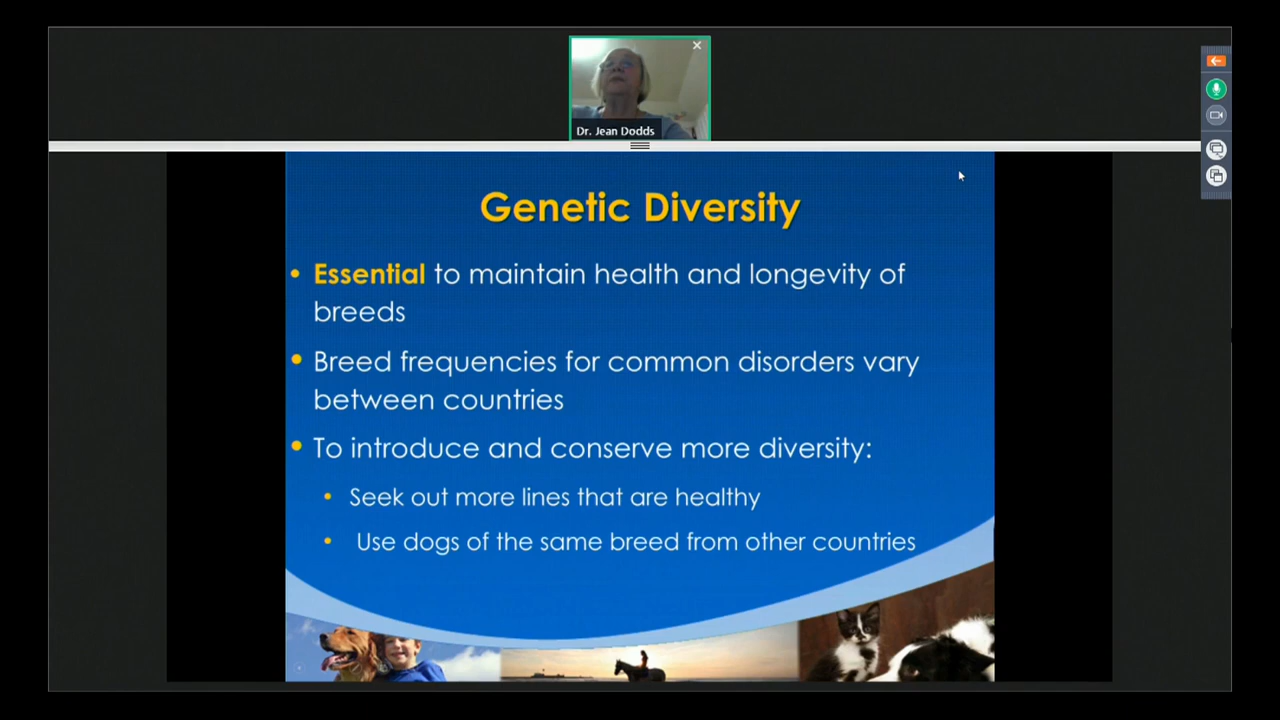 Dr. Jean Dodds
Genetic Diversity
• Essential to maintain health and longevity of
breeds
• Breed frequencies for common disorders vary
between countries
• To introduce and conserve more diversity:
• Seek out more lines that are healthy
• Use dogs of the same breed from other countries